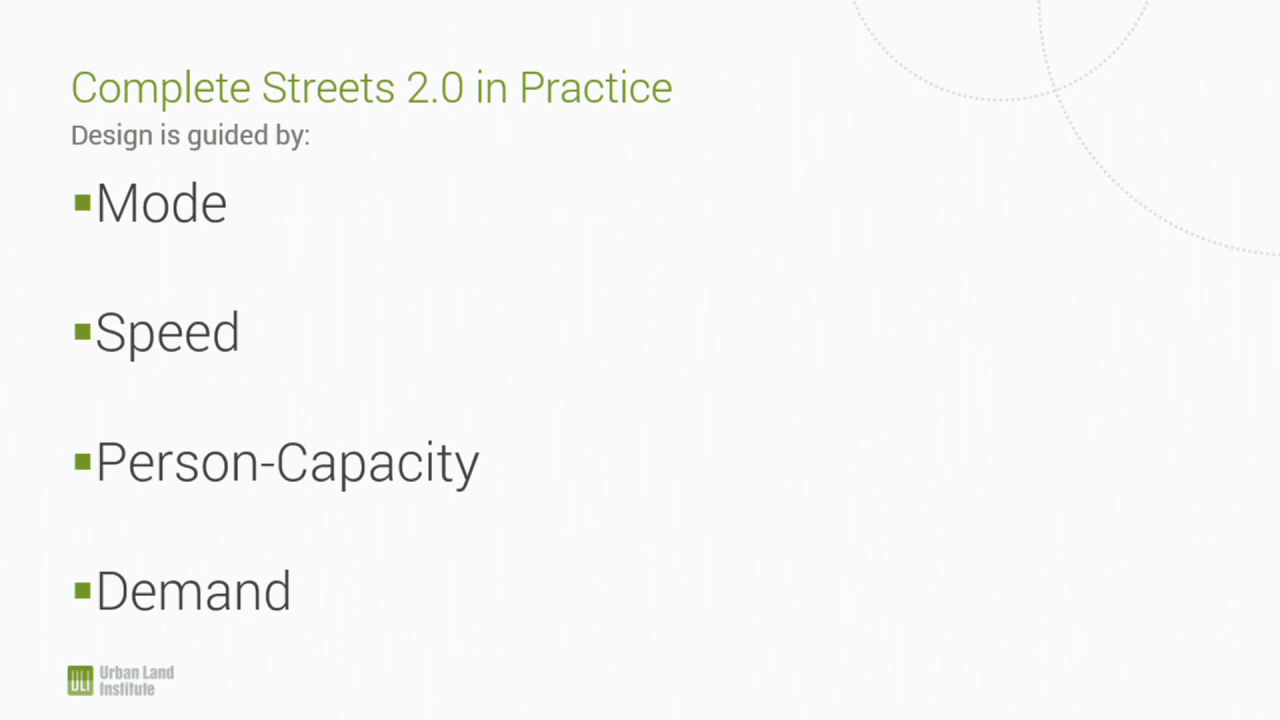 Complete Streets 2.0 in Practice
Design is guided by:
Mode
Speed
Person-Capacity
Demand
ULI
Urban Land
Institute